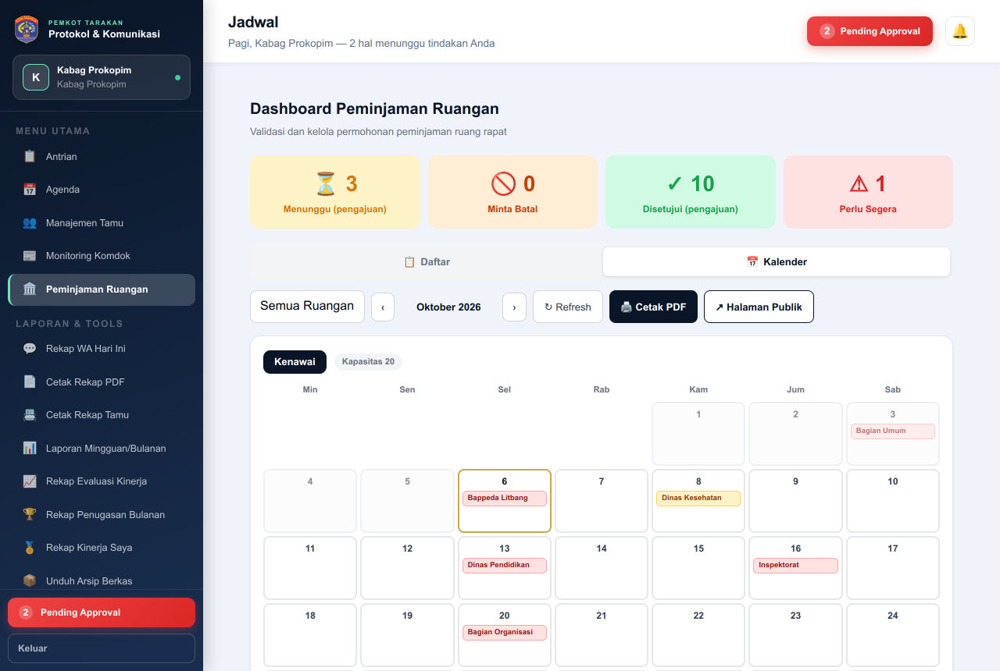 PEMKOT TARAKAN
Protokol & Komunikasi
K
Kabag Prokopim
Kabag Prokopim
MENU UTAMA
Antrian
Agenda
Manajemen Tamu
Monitoring Komdok
Peminjaman Ruangan
LAPORAN & TOOLS
Rekap WA Hari Ini
Cetak Rekap PDF
Cetak Rekap Tamu
Laporan Mingguan/Bulanan
Rekap Evaluasi Kinerja
Rekap Penugasan Bulanan
Rekap Kinerja Saya
Unduh Arsip Berkas
2 Pending Approval
Keluar
Jadwal
Pagi, Kabag Prokopim — 2 hal menunggu tindakan Anda
2 Pending Approval
Dashboard Peminjaman Ruangan
Validasi dan kelola permohonan peminjaman ruang rapat
⏳ 3
Menunggu (pengajuan)
🚫 0
Minta Batal
✓ 10
Disetujui (pengajuan)
⚠ 1
Perlu Segera
📋 Daftar
📅 Kalender
Semua Ruangan ‹ Oktober 2026 › ↻ Refresh 🖨️ Cetak PDF ↗ Halaman Publik
Kenawai Kapasitas 20
Min Sen Sel Rab Kam Jum Sab
1 2 3
Bagian Umum
4 5 6 7 8 9 10
Bappeda Litbang Dinas Kesehatan
11 12 13 14 15 16 17
Dinas Pendidikan Inspektorat
18 19 20 21 22 23 24
Bagian Organisasi